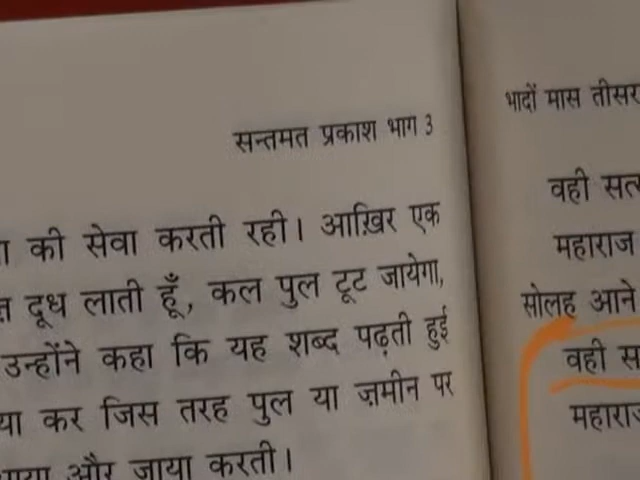 सन्तमत प्रकाश भाग 3
की सेवा करती रही। आख़िर एक
दूध लाती हूँ, कल पुल टूट जायेगा,
उन्होंने कहा कि यह शब्द पढ़ती हुई
कर जिस तरह पुल या ज़मीन पर
और जाया करती।
भादों मास तीसर
वही सत
महाराज
सोलह आने
वही स
महाराज